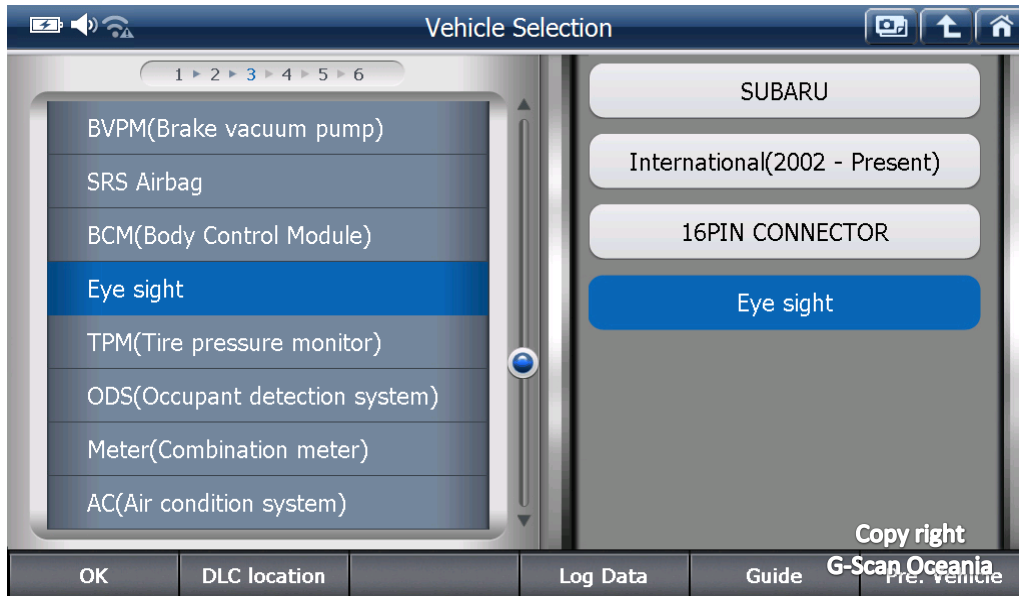 Vehicle Selection
1 2 3 4 5 6
BVPM(Brake vacuum pump)
SRS Airbag
BCM(Body Control Module)
Eye sight
TPM(Tire pressure monitor)
ODS(Occupant detection system)
Meter(Combination meter)
AC(Air condition system)
SUBARU
International(2002 - Present)
16PIN CONNECTOR
Eye sight
Copy right
G-Scan Oceania
OK
DLC location
Log Data
Guide
Pre. Vehicle